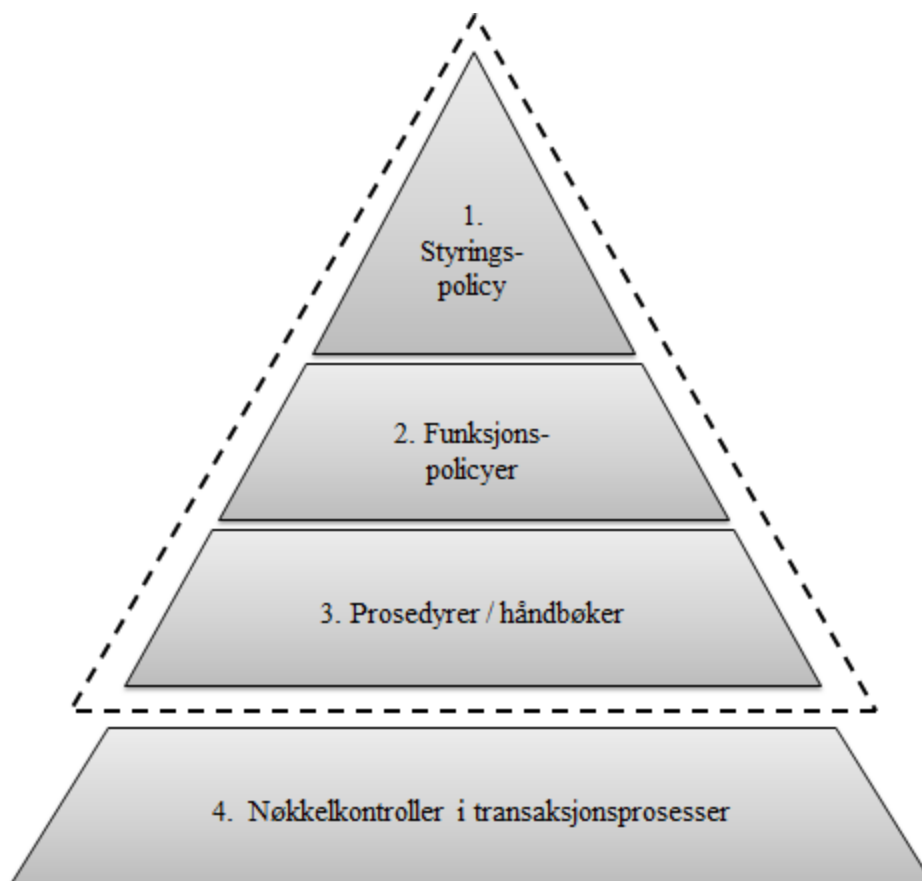 1.
Styrings-
policy
2. Funksjons-
policyer
3. Prosedyrer / håndbøker
4. Nøkkelkontroller i transaksjonsprosesser